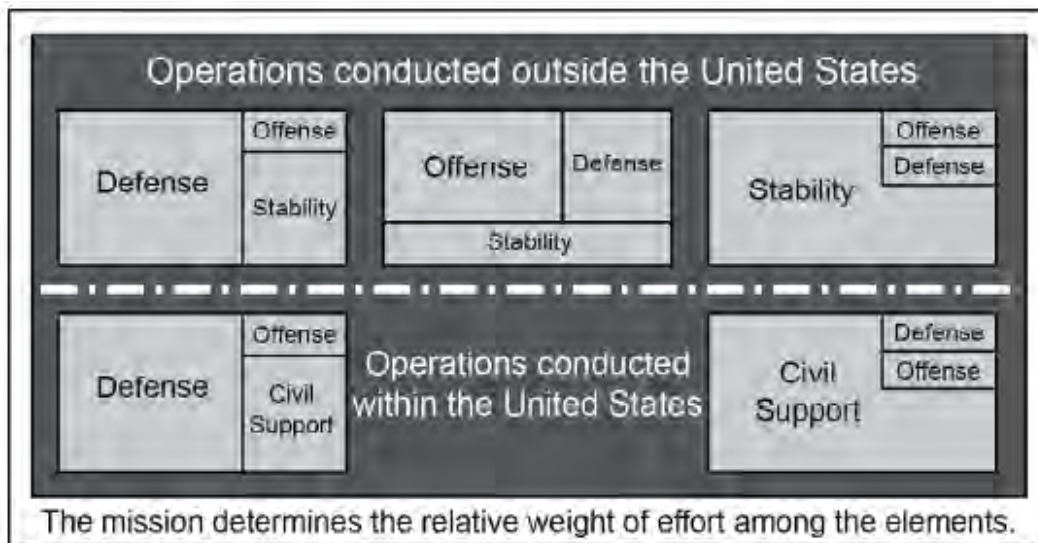 Operations conducted outside the United States
Defense
Offense
Stability
Offense
Defense
Stability
Stability
Offense
Defense
Defense
Offense
Civil
Support
Operations conducted
within the United States
Civil
Support
Defense
Offense
The mission determines the relative weight of effort among the elements.